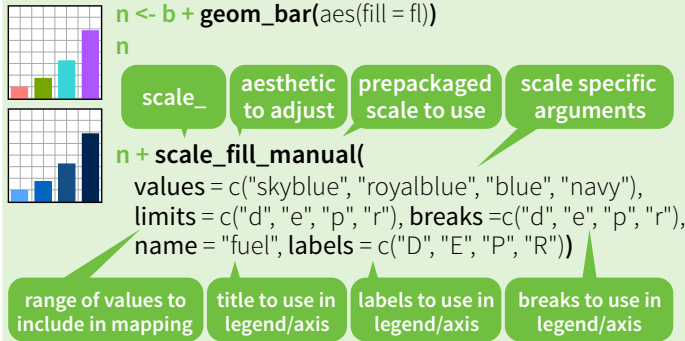 n <- b + geom_bar(aes(fill = fl))
n
scale_
aesthetic
to adjust
prepackaged
scale to use
scale specific
arguments
n + scale_fill_manual(
values = c("skyblue", "royalblue", "blue", "navy"),
limits = c("d", "e", "p", "r"), breaks =c("d", "e", "p", "r"),
name = "fuel", labels = c("D", "E", "P", "R"))
range of values to
include in mapping
title to use in
legend/axis
labels to use in
legend/axis
breaks to use in
legend/axis